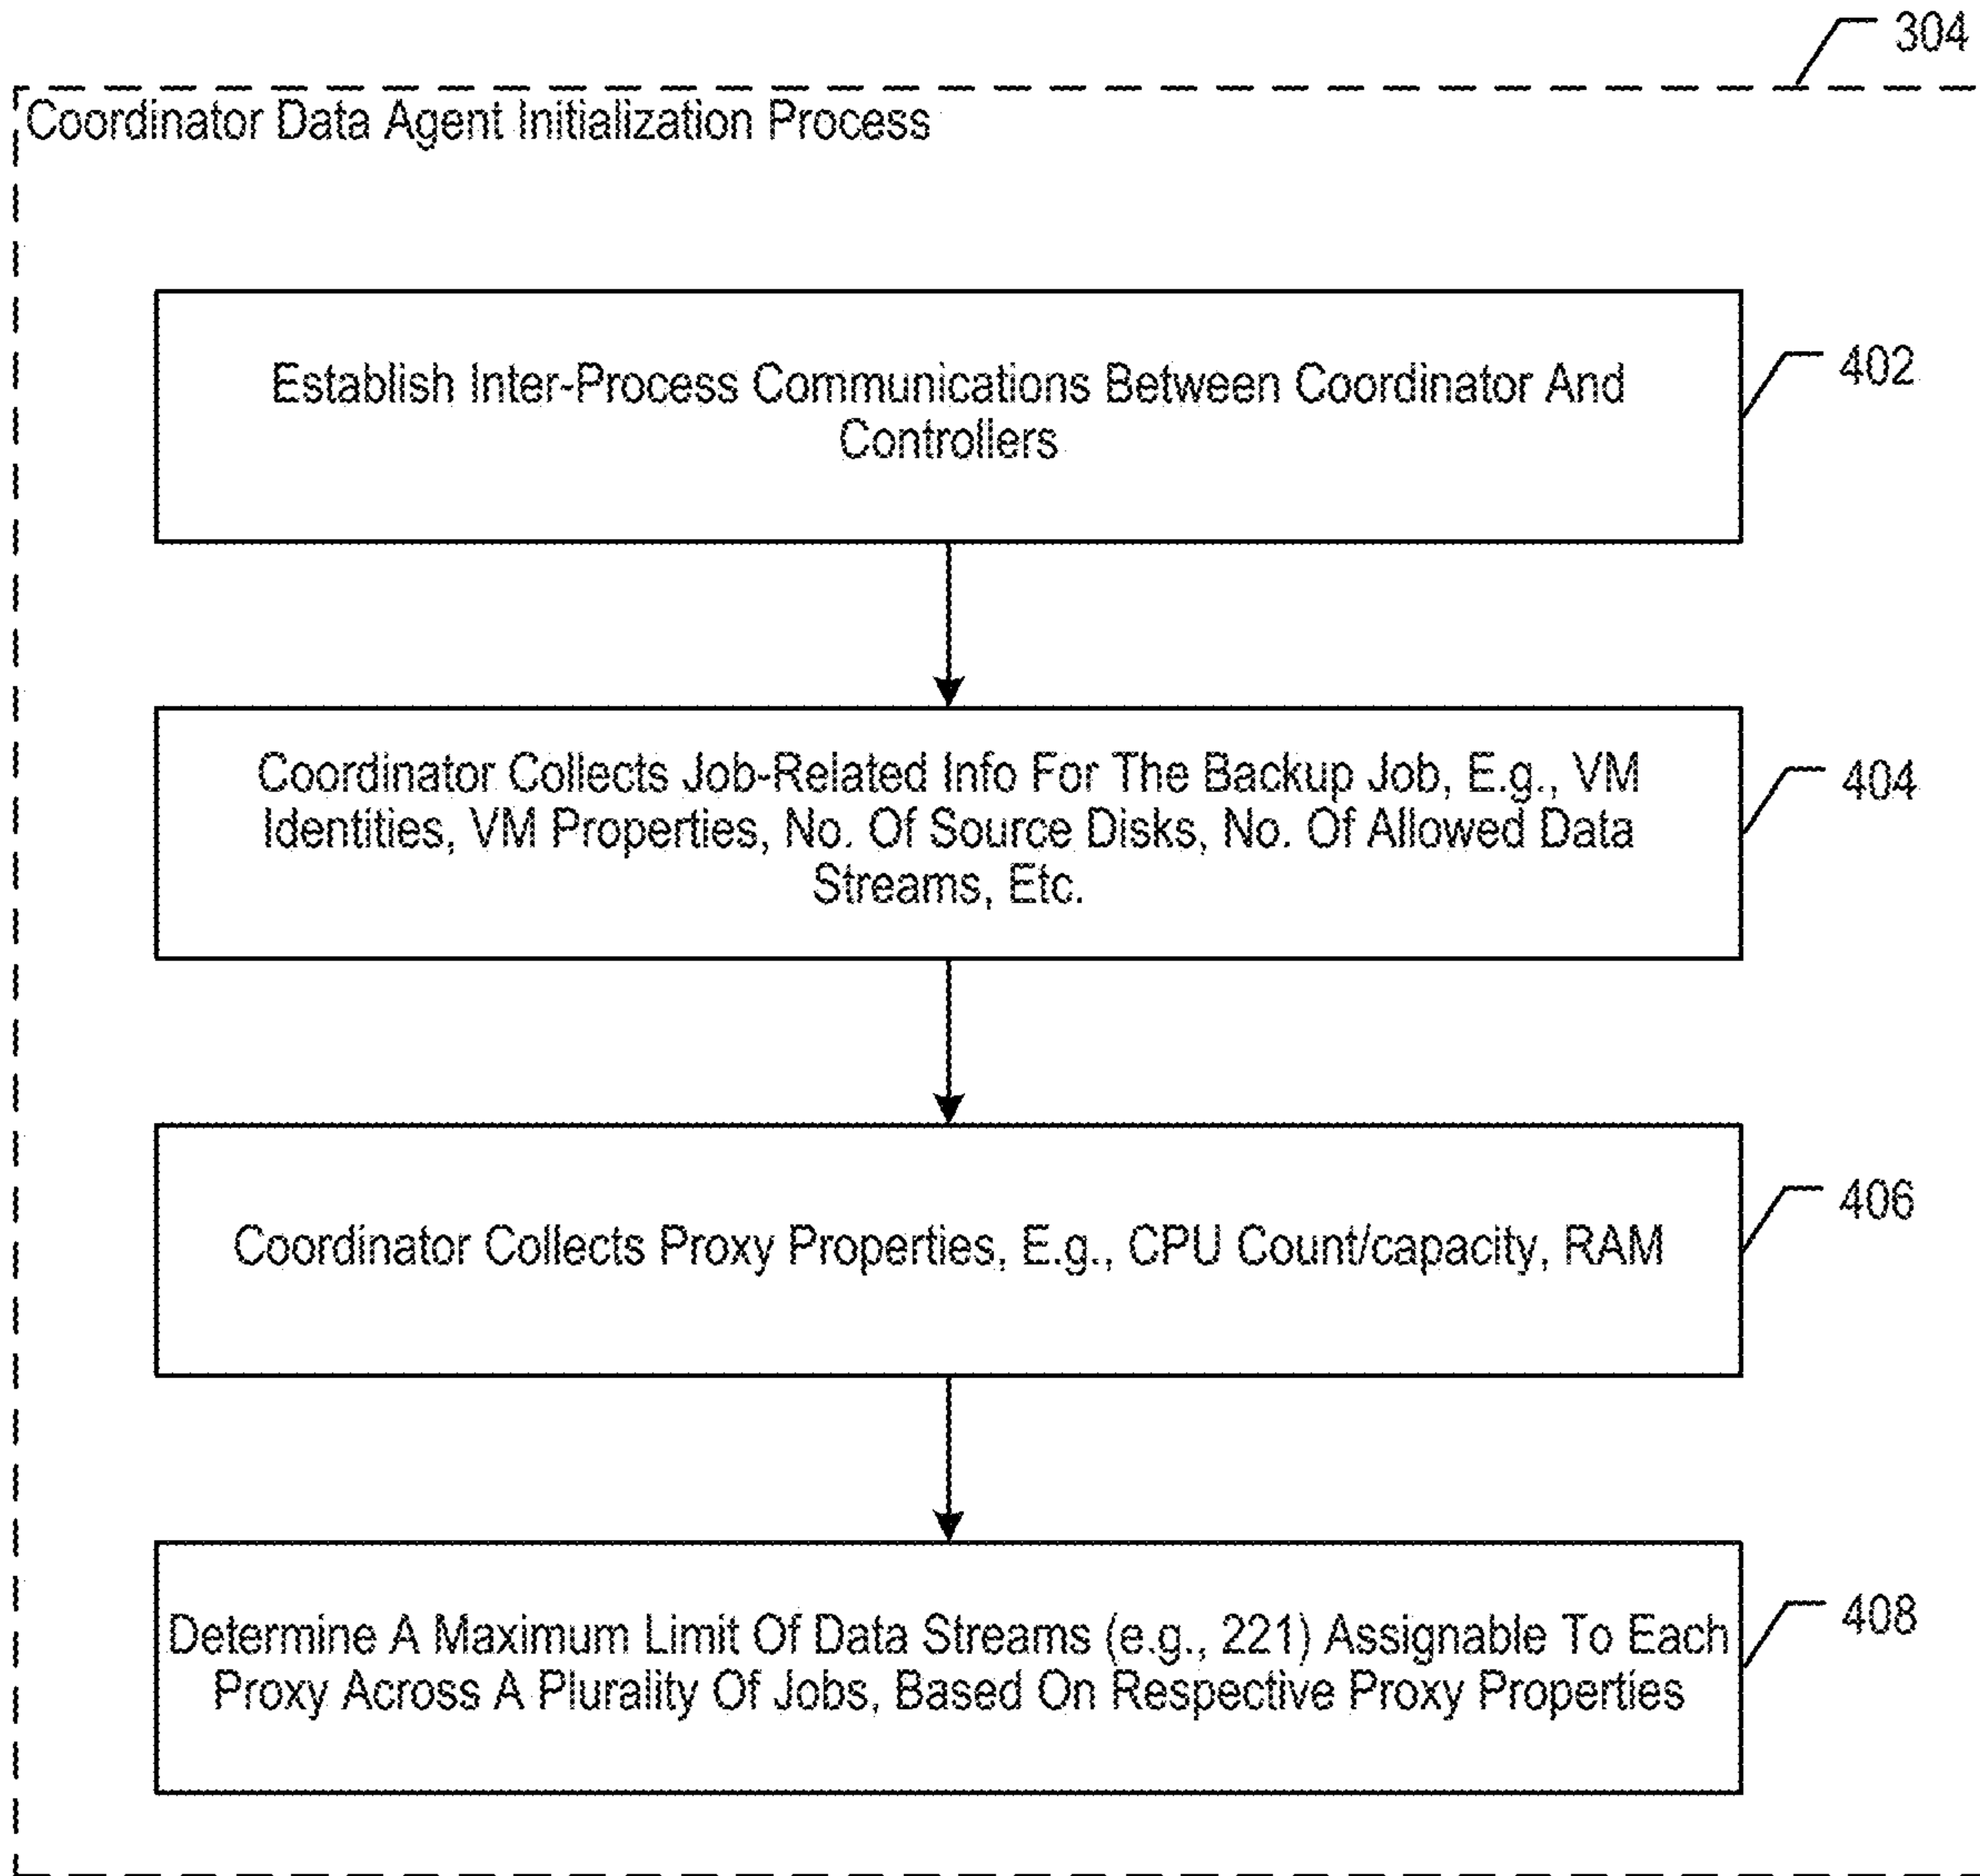 304
Coordinator Data Agent Initialization Process
Establish Inter-Process Communications Between Coordinator And
Controllers
402
Coordinator Collects Job-Related Info For The Backup Job, E.g., VM
Identities, VM Properties, No. Of Source Disks, No. Of Allowed Data
Streams, Etc.
404
Coordinator Collects Proxy Properties, E.g., CPU Count/capacity, RAM
406
Determine A Maximum Limit Of Data Streams (e.g., 221) Assignable To Each
Proxy Across A Plurality Of Jobs, Based On Respective Proxy Properties
408